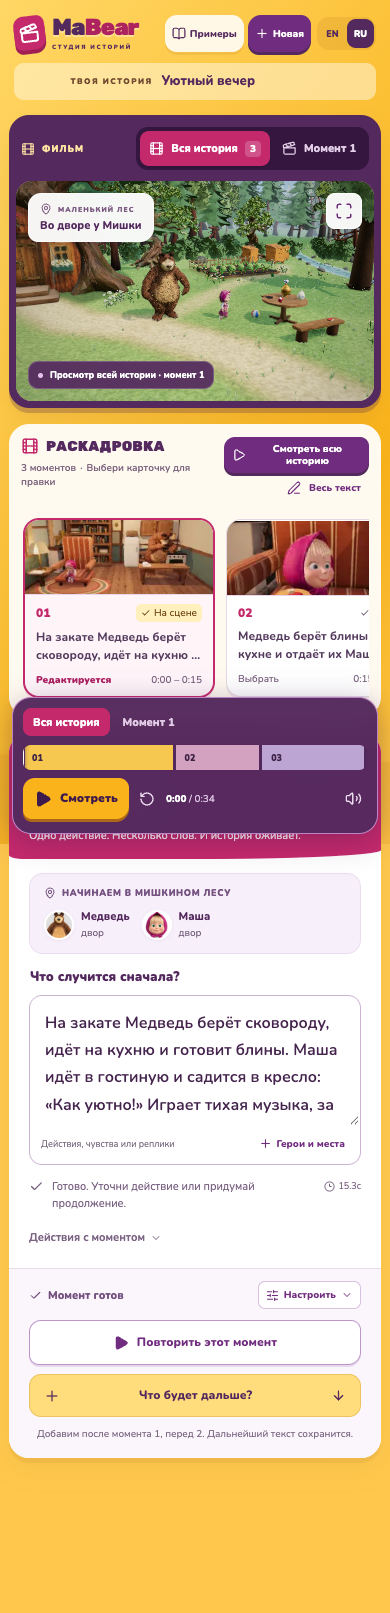 MaBear
СТУДИЯ ИСТОРИЙ
Примеры
Новая
EN
RU
ТВОЯ ИСТОРИЯ Уютный вечер
ФИЛЬМ
Вся история 3
Момент 1
МАЛЕНЬКИЙ ЛЕС
Во дворе у Мишки
Просмотр всей истории · момент 1
РАСКАДРОВКА
3 моментов · Выбери карточку для
правки
Смотреть всю
историю
Весь текст
01
На сцене
На закате Медведь берёт
сковороду, идёт на кухню ...
Редактируется
0:00 – 0:15
02
Медведь берёт блины
кухне и отдаёт их
Выбрать
Вся история
Момент 1
01
02
03
Смотреть
0:00 / 0:34
Одно действие. Несколько слов. И история оживает.
НАЧИНАЕМ В МИШКИНОМ ЛЕСУ
Медведь
двор
Маша
двор
Что случится сначала?
На закате Медведь берёт сковороду,
идёт на кухню и готовит блины. Маша
идёт в гостиную и садится в кресло:
«Как уютно!» Играет тихая музыка, за
Действия, чувства или реплики
Герои и места
Готово. Уточни действие или придумай
продолжение.
15.3с
Действия с моментом
Момент готов
Настроить
Повторить этот момент
Что будет дальше?
Добавим после момента 1, перед 2. Дальнейший текст сохранится.